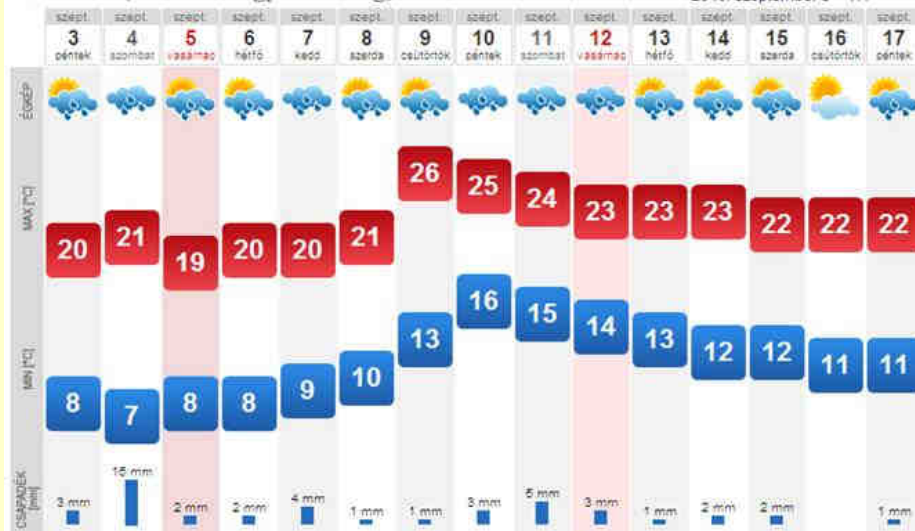 szept. szept. szept. szept. szept. szept. szept. szept. szept. szept. szept. szept. szept. szept. szept.
3 4 5 6 7 8 9 10 11 12 13 14 15 16 17
péntek szombat vasárnap hétfő kedd szerda csütörtök péntek szombat vasárnap hétfő kedd szerda csütörtök péntek
ÉGKÉP
MAX [°C]
20 21 19 20 20 21 26 25 24 23 23 23 22 22 22
MIN [°C]
8 7 8 8 9 10 13 16 15 14 13 12 12 11 11
CSAPADÉK
[mm]
3 mm 15 mm 2 mm 2 mm 4 mm 1 mm 1 mm 3 mm 5 mm 3 mm 1 mm 2 mm 2 mm 1 mm